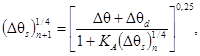 (Δθ_s)_{n+1}^{1/4} = [ (Δθ + Δθ_d) / (1 + K_A(Δθ_s)_n^{1/4}) ]^{0,25},